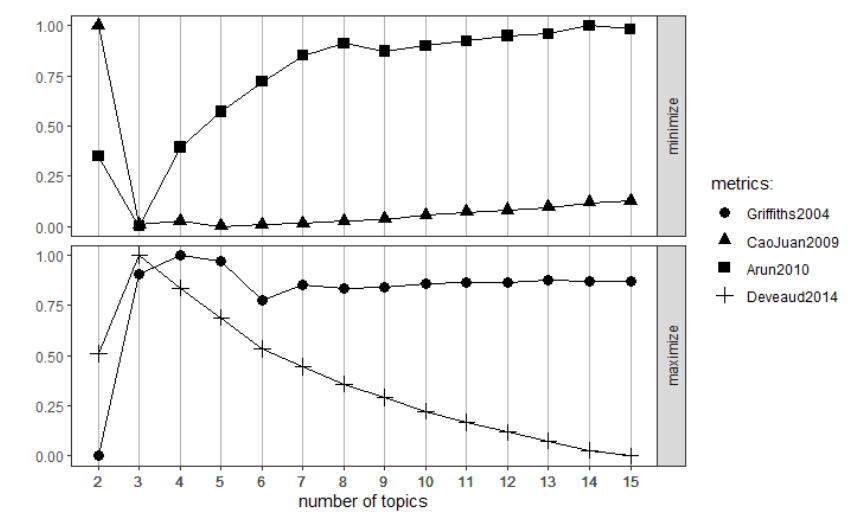 1.00
0.75
0.50
0.25
0.00
minimize
1.00
0.75
0.50
0.25
0.00
maximize
2 3 4 5 6 7 8 9 10 11 12 13 14 15
number of topics
metrics:
Griffiths2004
CaoJuan2009
Arun2010
Deveaud2014